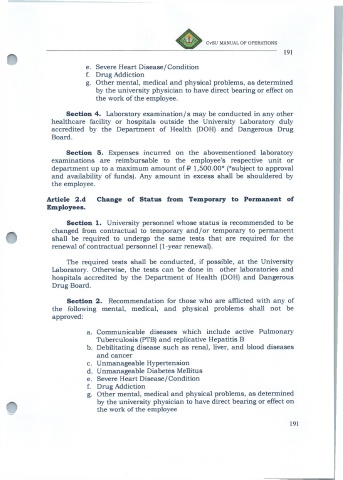 CvSU MANUAL OF OPERATIONS
191
e. Severe Heart Disease/Condition
f. Drug Addiction
g. Other mental, medical and physical problems, as determined
by the university physician to have direct bearing or effect on
the work of the employee.
Section 4. Laboratory examination/s may be conducted in any other
healthcare facility or hospitals outside the University Laboratory duly
accredited by the Department of Health (DOH) and Dangerous Drug
Board.
Section 5. Expenses incurred on the abovementioned laboratory
examinations are reimbursable to the employee's respective unit or
department up to a maximum amount of ₱ 1,500.00* (*subject to approval
and availability of funds). Any amount in excess shall be shouldered by
the employee.
Article 2.d Change of Status from Temporary to Permanent of
Employees.
Section 1. University personnel whose status is recommended to be
changed from contractual to temporary and/or temporary to permanent
shall be required to undergo the same tests that are required for the
renewal of contractual personnel (1-year renewal).
The required tests shall be conducted, if possible, at the University
Laboratory. Otherwise, the tests can be done in other laboratories and
hospitals accredited by the Department of Health (DOH) and Dangerous
Drug Board.
Section 2. Recommendation for those who are afflicted with any of
the following mental, medical, and physical problems shall not be
approved:
a. Communicable diseases which include active Pulmonary
Tuberculosis (PTB) and replicative Hepatitis B
b. Debilitating disease such as renal, liver, and blood diseases
and cancer
c. Unmanageable Hypertension
d. Unmanageable Diabetes Mellitus
e. Severe Heart Disease/Condition
f. Drug Addiction
g. Other mental, medical and physical problems, as determined
by the university physician to have direct bearing or effect on
the work of the employee
191